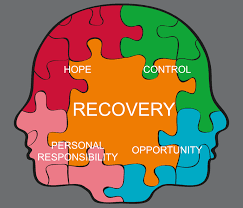 HOPE
CONTROL
RECOVERY
PERSONAL
RESPONSIBILITY
OPPORTUNITY